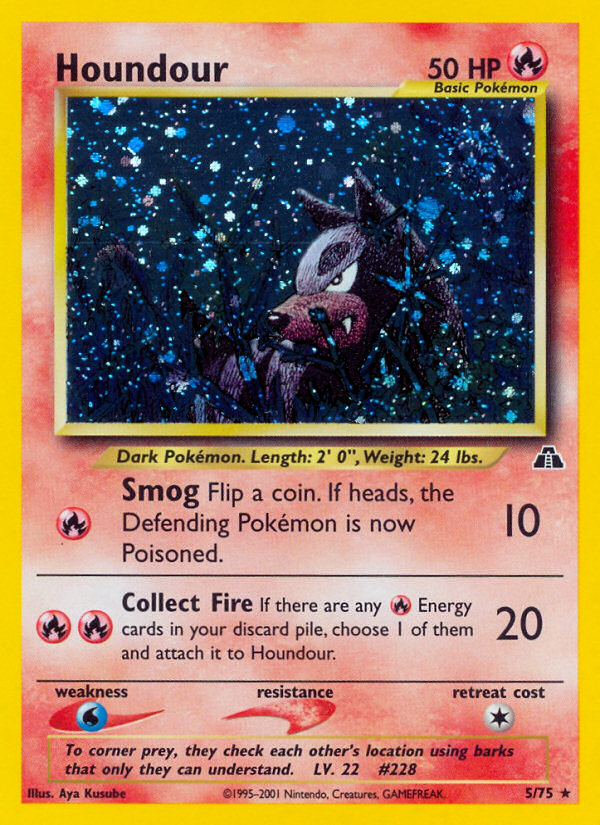 Houndour 50 HP
Basic Pokémon
Dark Pokémon. Length: 2' 0", Weight: 24 lbs.
Smog Flip a coin. If heads, the
Defending Pokémon is now 10
Poisoned.
Collect Fire If there are any Energy
cards in your discard pile, choose 1 of them 20
and attach it to Houndour.
weakness resistance retreat cost
To corner prey, they check each other's location using barks
that only they can understand. LV. 22 #228
Illus. Aya Kusube ©1995-2001 Nintendo, Creatures, GAMEFREAK. 5/75 ★